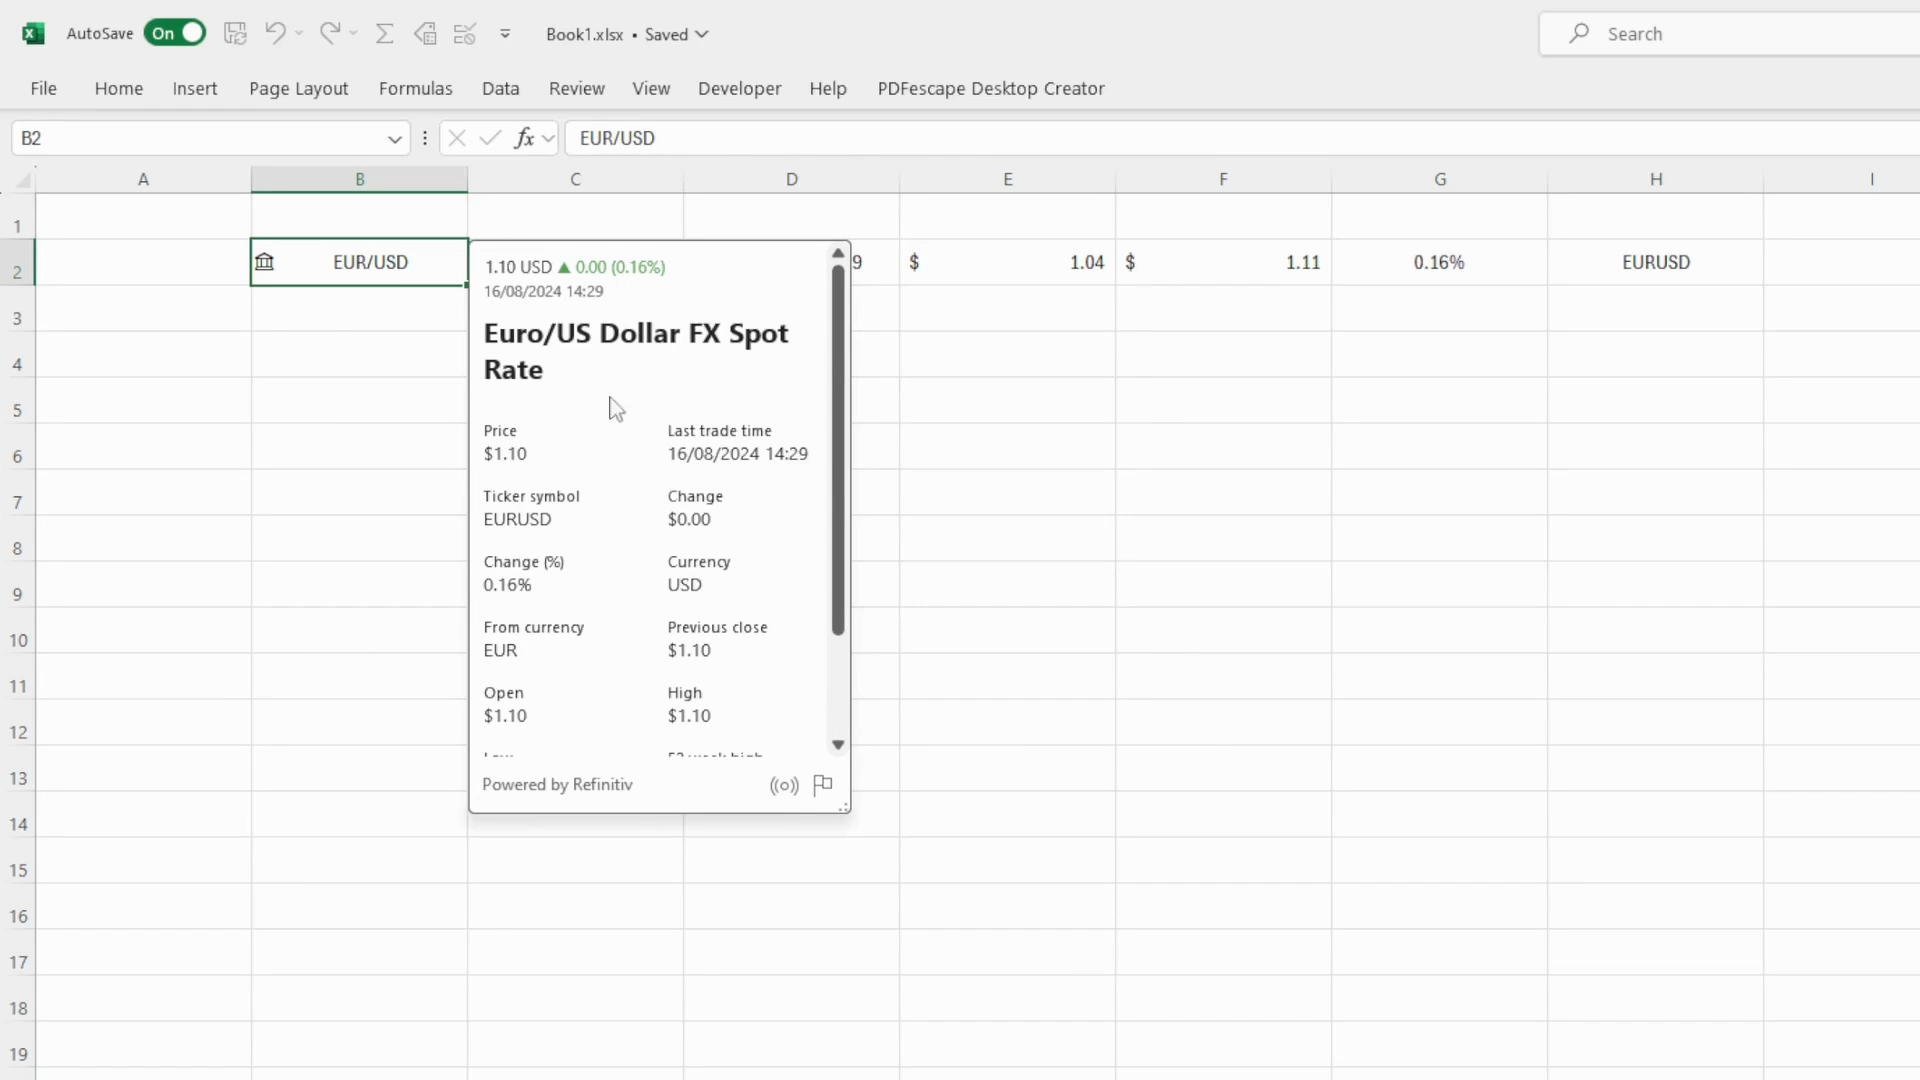 AutoSave On Book1.xlsx • Saved Search
File Home Insert Page Layout Formulas Data Review View Developer Help PDFescape Desktop Creator
B2 fx EUR/USD
A B C D E F G H I
1
2 EUR/USD 9 $ 1.04 $ 1.11 0.16% EURUSD
1.10 USD ▲ 0.00 (0.16%)
16/08/2024 14:29
Euro/US Dollar FX Spot
Rate
Price Last trade time
$1.10 16/08/2024 14:29
Ticker symbol Change
EURUSD $0.00
Change (%) Currency
0.16% USD
From currency Previous close
EUR $1.10
Open High
$1.10 $1.10
Powered by Refinitiv
3
4
5
6
7
8
9
10
11
12
13
14
15
16
17
18
19